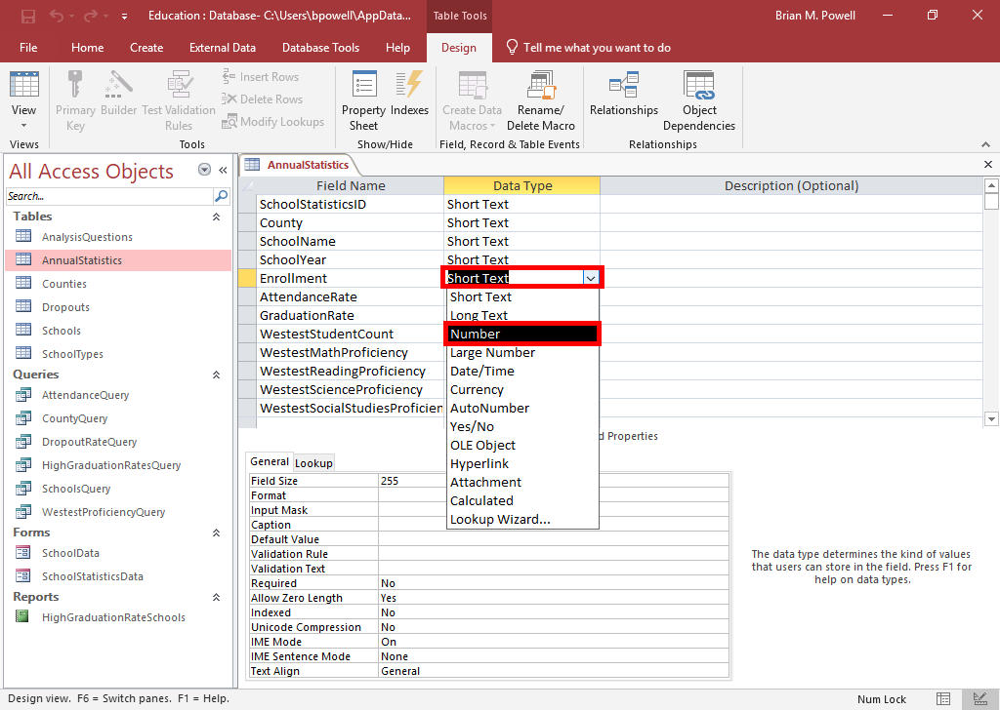 Education : Database- C:\Users\bpowell\AppData...
Table Tools
Brian M. Powell
File
Home
Create
External Data
Database Tools
Help
Design
Tell me what you want to do
View
Views
Primary
Key
Builder
Test Validation
Rules
Insert Rows
Delete Rows
Modify Lookups
Tools
Property
Sheet
Indexes
Show/Hide
Create Data
Macros
Rename/
Delete Macro
Field, Record & Table Events
Relationships
Object
Dependencies
Relationships
All Access Objects
Search...
Tables
AnalysisQuestions
AnnualStatistics
Counties
Dropouts
Schools
SchoolTypes
Queries
AttendanceQuery
CountyQuery
DropoutRateQuery
HighGraduationRatesQuery
SchoolsQuery
WestestProficiencyQuery
Forms
SchoolData
SchoolStatisticsData
Reports
HighGraduationRateSchools
AnnualStatistics
Field Name Data Type Description (Optional)
SchoolStatisticsID Short Text
County Short Text
SchoolName Short Text
SchoolYear Short Text
Enrollment Short Text
AttendanceRate
GraduationRate
WestestStudentCount
WestestMathProficiency
WestestReadingProficiency
WestestScienceProficiency
WestestSocialStudiesProficien
Short Text
Long Text
Number
Large Number
Date/Time
Currency
AutoNumber
Yes/No
OLE Object
Hyperlink
Attachment
Calculated
Lookup Wizard...
d Properties
General Lookup
Field Size 255
Format
Input Mask
Caption
Default Value
Validation Rule
Validation Text
Required No
Allow Zero Length Yes
Indexed No
Unicode Compression No
IME Mode On
IME Sentence Mode None
Text Align General
The data type determines the kind of values
that users can store in the field. Press F1 for
help on data types.
Design view. F6 = Switch panes. F1 = Help.
Num Lock